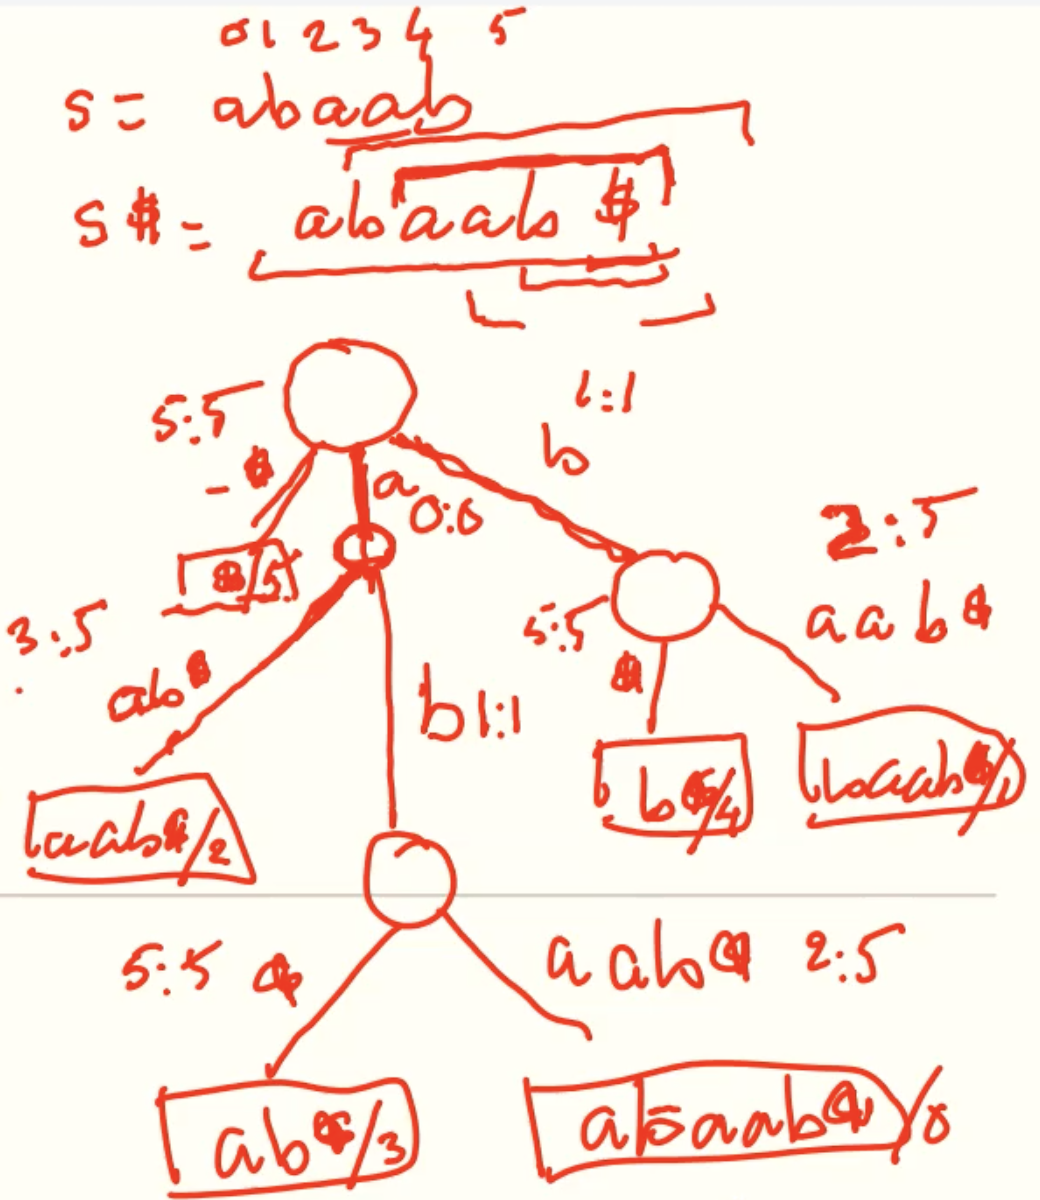 0 1 2 3 4 5
s = abaab
s$ = abaab$
5:5
1:1
$
a
b
0:0
2:5
$/5
3:5
5:5
aab$
ab$
b 1:1
$
aab$/2
b$/4
baab$/1
5:5 $
aab$ 2:5
ab$/3
abaab$/0